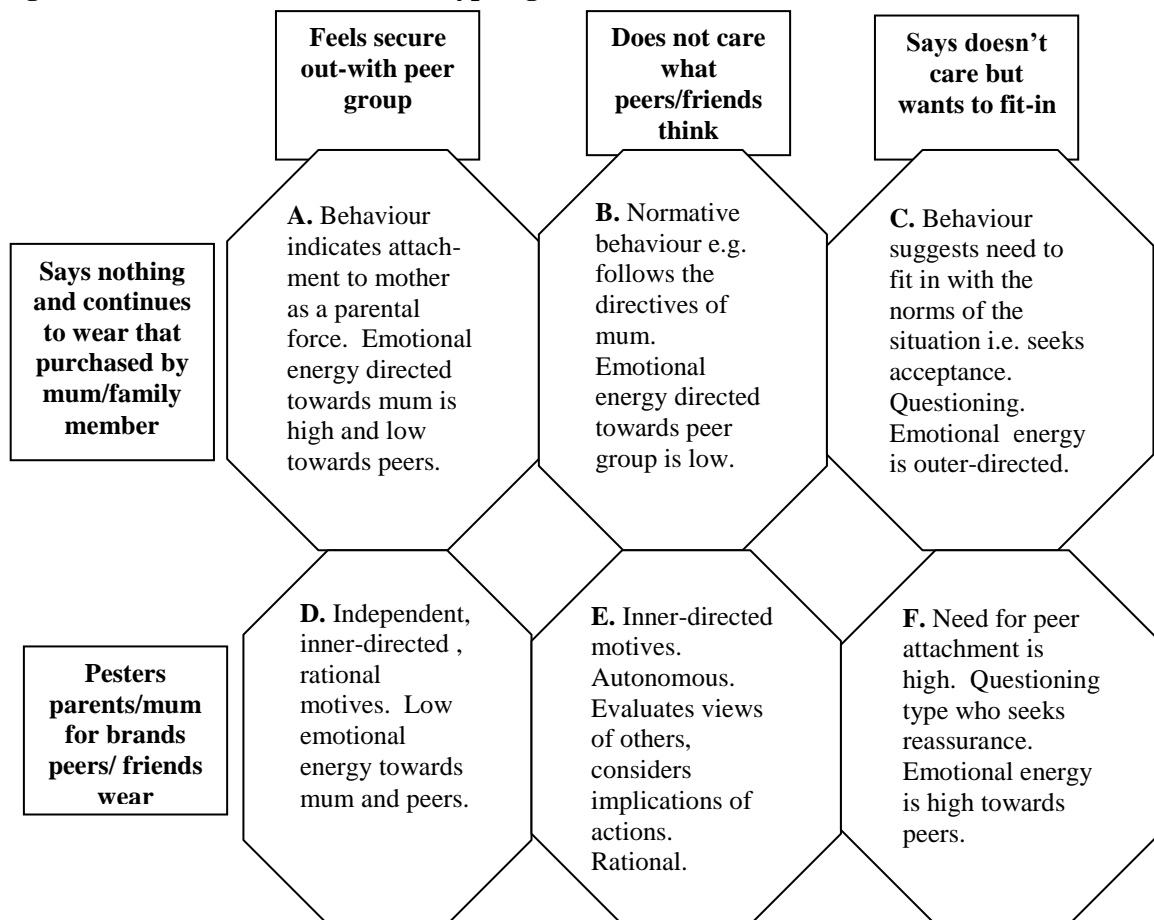 Feels secure
out-with peer
group
Does not care
what
peers/friends
think
Says doesn't
care but
wants to fit-in
Says nothing
and continues
to wear that
purchased by
mum/family
member
A. Behaviour
indicates attach-
ment to mother
as a parental
force.  Emotional
energy directed
towards mum is
high and low
towards peers.
B. Normative
behaviour e.g.
follows the
directives of
mum.
Emotional
energy directed
towards peer
group is low.
C. Behaviour
suggests need to
fit in with the
norms of the
situation i.e. seeks
acceptance.
Questioning.
Emotional  energy
is outer-directed.
Pesters
parents/mum
for brands
peers/ friends
wear
D. Independent,
inner-directed ,
rational
motives.  Low
emotional
energy towards
mum and peers.
E. Inner-directed
motives.
Autonomous.
Evaluates views
of others,
considers
implications of
actions.
Rational.
F. Need for peer
attachment is
high.  Questioning
type who seeks
reassurance.
Emotional energy
is high towards
peers.